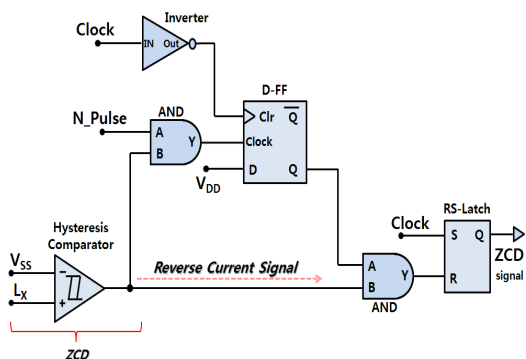 Inverter
Clock
IN Out
D-FF
N_Pulse
AND
A
Y
B
Clr Q
Clock
D Q
VDD
Hysteresis
Comparator
VSS
-
LX
+
Reverse Current Signal
ZCD
A
Y
B
AND
RS-Latch
Clock
S Q
R
ZCD
signal